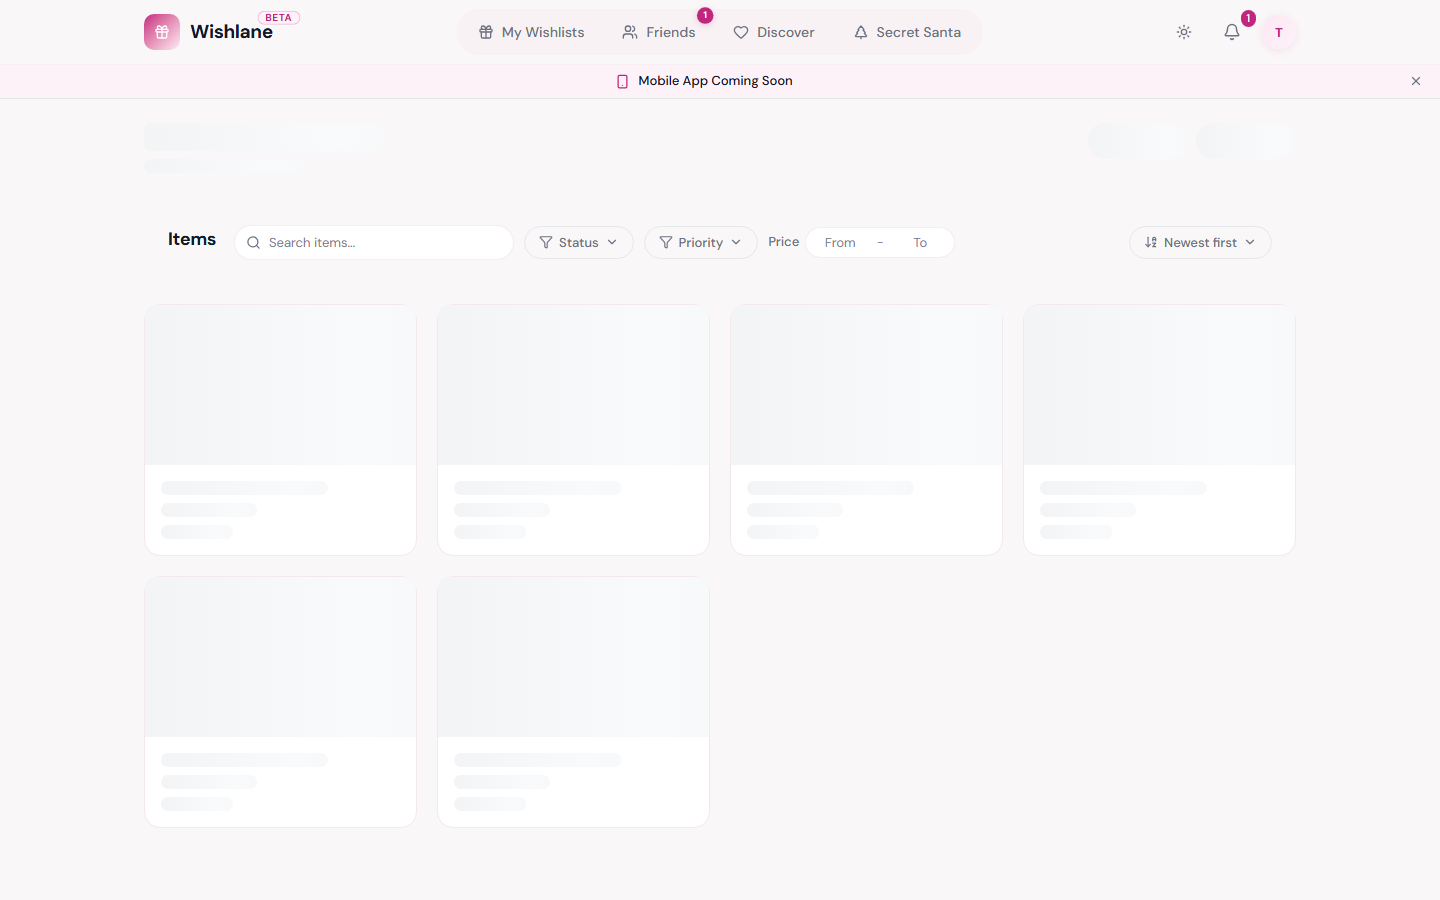 Wishlane BETA
My Wishlists
Friends 1
Discover
Secret Santa
1
T
Mobile App Coming Soon
Items
Search items...
Status
Priority
Price
From - To
Newest first